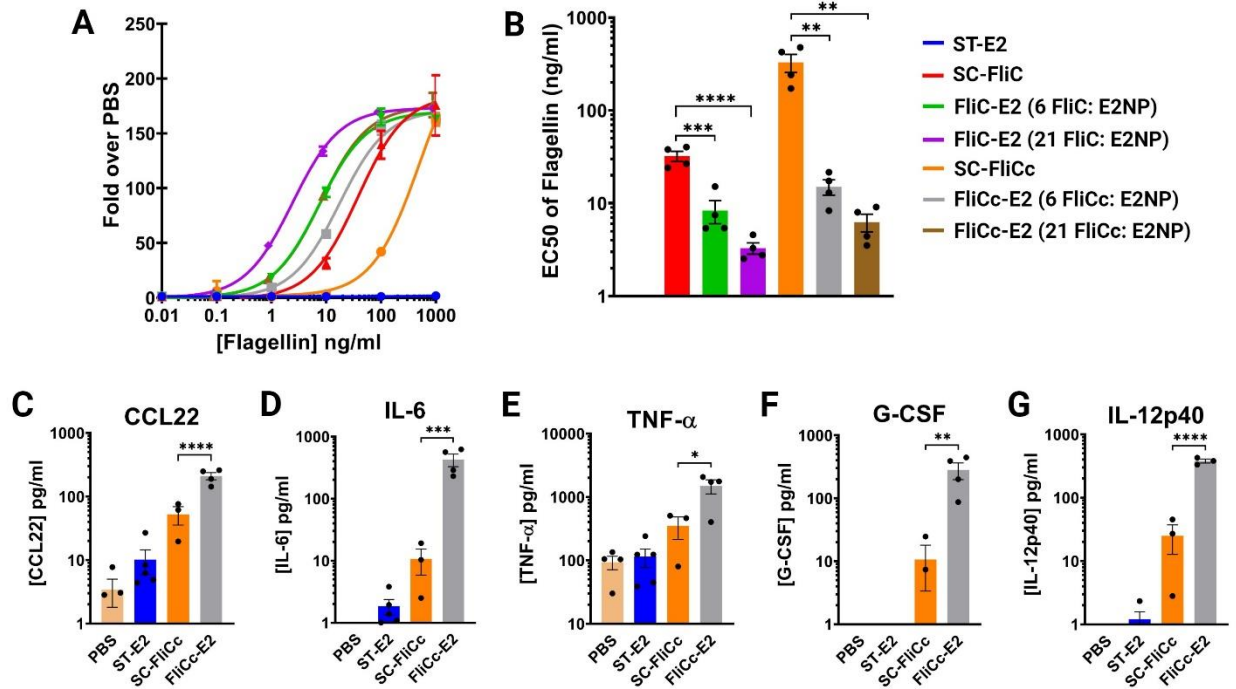 A
Fold over PBS
250
200
150
100
50
0
0.01 0.1 1 10 100 1000
[Flagellin] ng/ml
B
EC50 of Flagellin (ng/ml)
1000
100
10
1
***
****
**
**
ST-E2
SC-FliC
FliC-E2 (6 FliC: E2NP)
FliC-E2 (21 FliC: E2NP)
SC-FliCc
FliCc-E2 (6 FliCc: E2NP)
FliCc-E2 (21 FliCc: E2NP)
C
CCL22
[CCL22] pg/ml
1000
100
10
1
****
PBS
ST-E2
SC-FliCc
FliCc-E2
D
IL-6
[IL-6] pg/ml
1000
100
10
1
***
PBS
ST-E2
SC-FliCc
FliCc-E2
E
TNF-α
[TNF-α] pg/ml
10000
1000
100
10
*
PBS
ST-E2
SC-FliCc
FliCc-E2
F
G-CSF
[G-CSF] pg/ml
1000
100
10
1
**
PBS
ST-E2
SC-FliCc
FliCc-E2
G
IL-12p40
[IL-12p40] pg/ml
1000
100
10
1
****
PBS
ST-E2
SC-FliCc
FliCc-E2